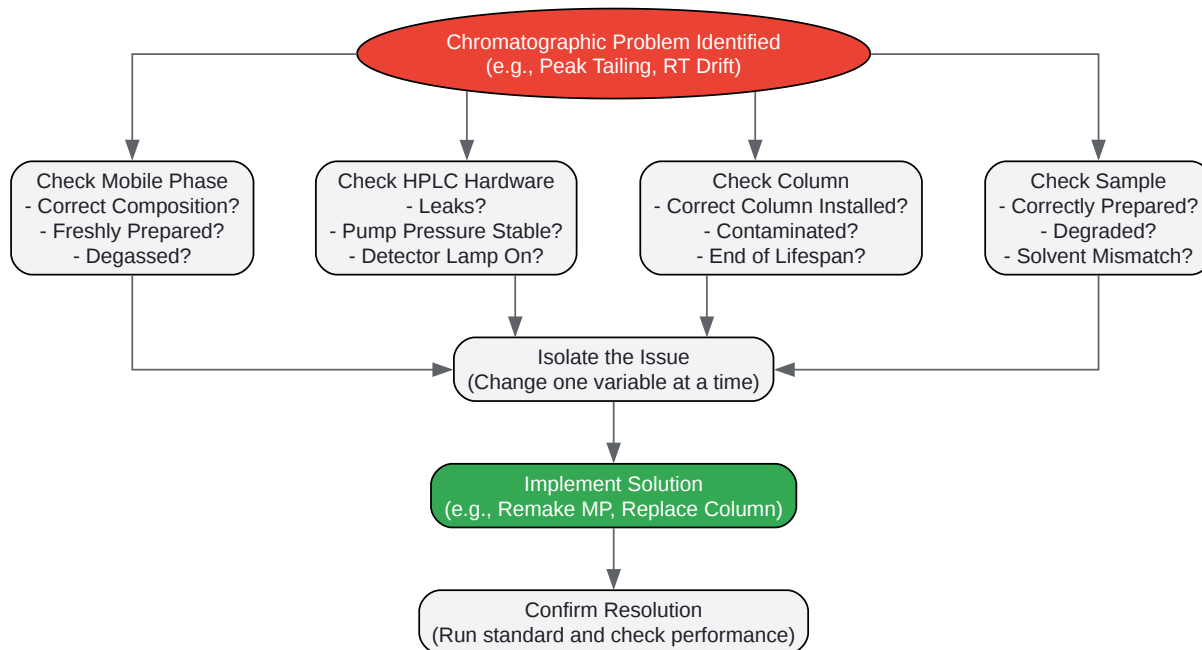 Chromatographic Problem Identified
(e.g., Peak Tailing, RT Drift)
Check Mobile Phase
- Correct Composition?
- Freshly Prepared?
- Degassed?
Check HPLC Hardware
- Leaks?
- Pump Pressure Stable?
- Detector Lamp On?
Check Column
- Correct Column Installed?
- Contaminated?
- End of Lifespan?
Check Sample
- Correctly Prepared?
- Degraded?
- Solvent Mismatch?
Isolate the Issue
(Change one variable at a time)
Implement Solution
(e.g., Remake MP, Replace Column)
Confirm Resolution
(Run standard and check performance)